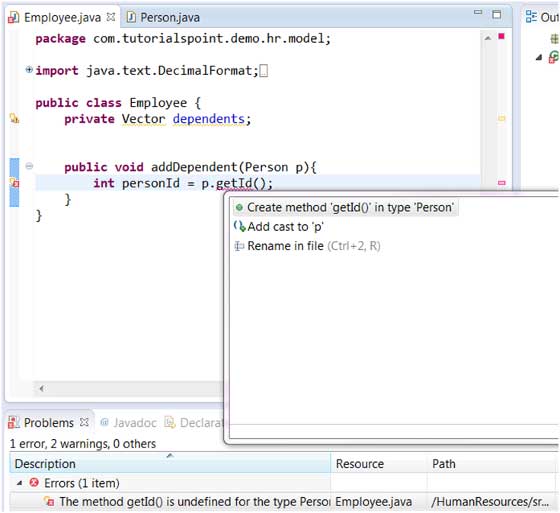 Employee.java
Person.java
Outl
package com.tutorialspoint.demo.hr.model;
import java.text.DecimalFormat;
public class Employee {
private Vector dependents;
public void addDependent(Person p){
int personId = p.getId();
}
}
Create method 'getId()' in type 'Person'
Add cast to 'p'
Rename in file (Ctrl+2, R)
Problems
@ Javadoc
Declarat
1 error, 2 warnings, 0 others
Description
Resource
Path
Errors (1 item)
The method getId() is undefined for the type Person
Employee.java
/HumanResources/sr...